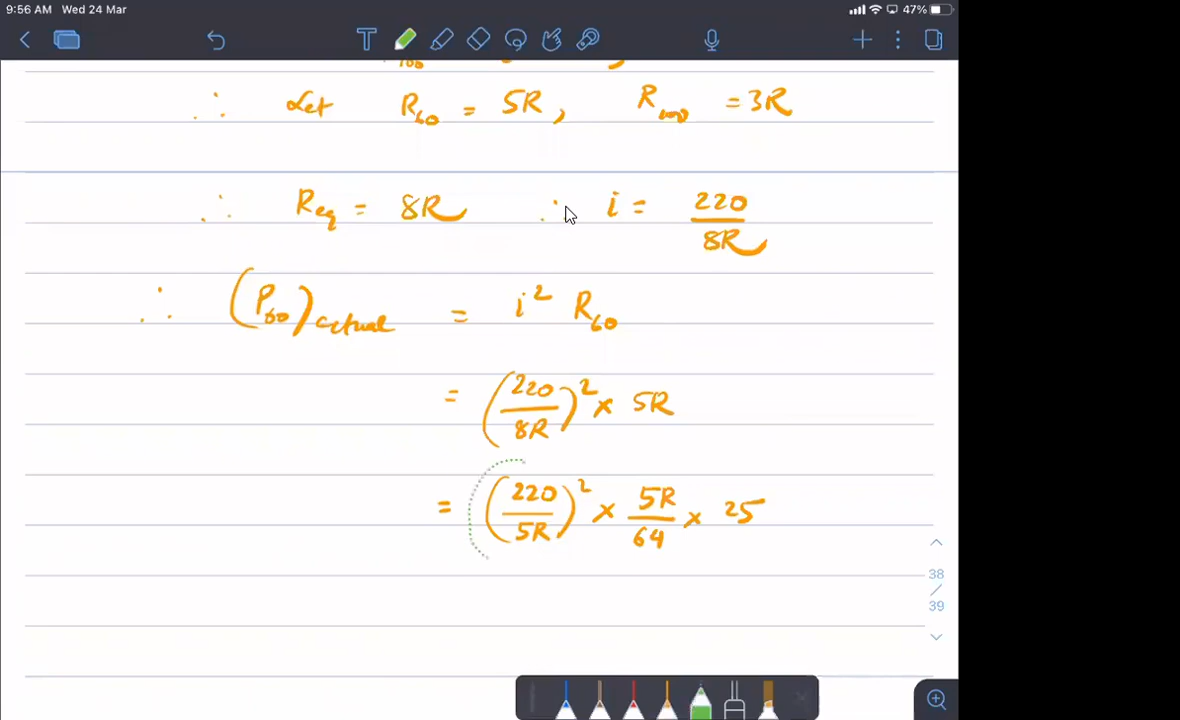 9:56 AM Wed 24 Mar 47%
T
∴ Let R₆₀ = 5R, R₁₀₀ = 3R
∴ Req = 8R ∴ i = 220/8R
∴ (P₆₀)actual = i² R₆₀
= (220/8R)² × 5R
= (220/5R)² × 5R/64 × 25
38
/
39